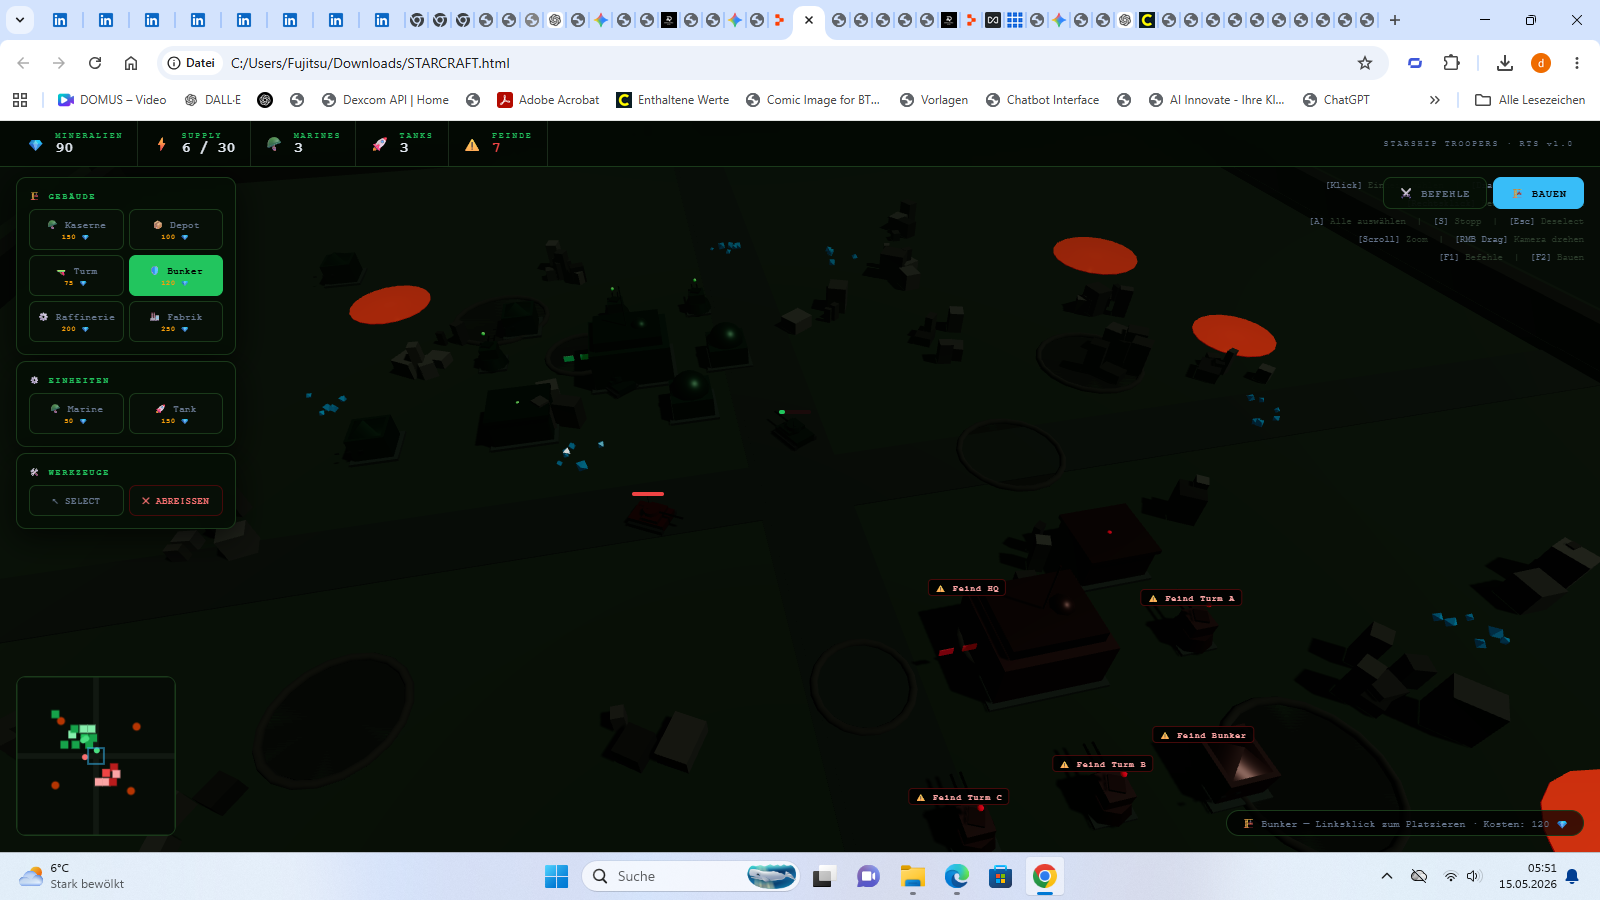 Datei
C:/Users/Fujitsu/Downloads/STARCRAFT.html
d
DOMUS – Video
DALL·E
Dexcom API | Home
Adobe Acrobat
Enthaltene Werte
Comic Image for BT...
Vorlagen
Chatbot Interface
AI Innovate - Ihre KI...
ChatGPT
Alle Lesezeichen
MINERALIEN
90
SUPPLY
6 / 30
MARINES
3
TANKS
3
FEINDE
7
STARSHIP TROOPERS · RTS v1.0
GEBÄUDE
Kaserne
150
Depot
100
Turm
75
Bunker
120
Raffinerie
200
Fabrik
250
EINHEITEN
Marine
50
Tank
150
WERKZEUGE
SELECT
ABREISSEN
[Klick]
BEFEHLE
BAUEN
[A] Alle auswählen | [S] Stopp | [Esc] Deselect
[Scroll] Zoom | [RMB Drag] Kamera drehen
[F1] Befehle | [F2] Bauen
Feind HQ
Feind Turm A
Feind Bunker
Feind Turm B
Feind Turm C
Bunker — Linksklick zum Platzieren · Kosten: 120
6°C
Stark bewölkt
Suche
05:51
15.05.2026